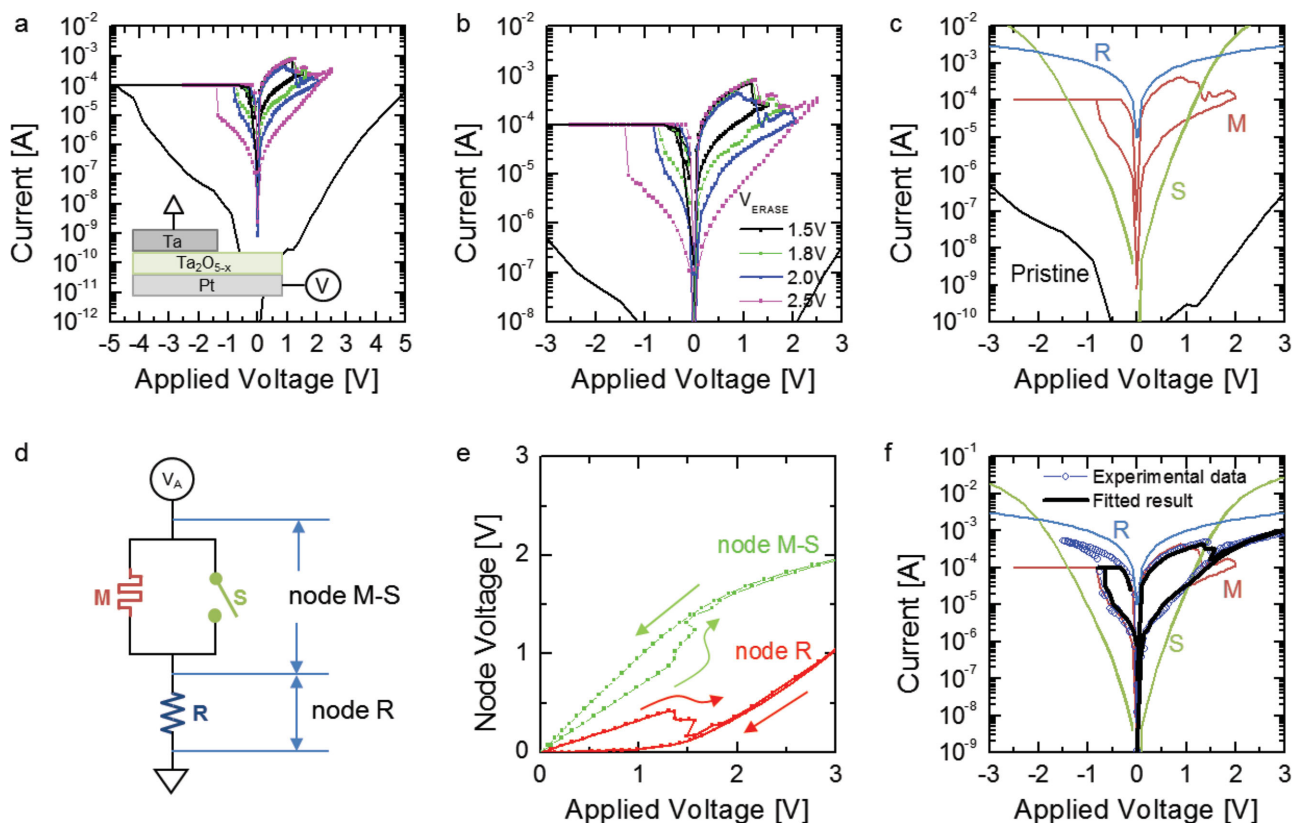 a
10⁻²
10⁻³
10⁻⁴
10⁻⁵
10⁻⁶
10⁻⁷
10⁻⁸
10⁻⁹
10⁻¹⁰
10⁻¹¹
10⁻¹²
Current [A]
Ta
Ta₂O₅₋ₓ
Pt
V
-5 -4 -3 -2 -1 0 1 2 3 4 5
Applied Voltage [V]
b
10⁻²
10⁻³
10⁻⁴
10⁻⁵
10⁻⁶
10⁻⁷
10⁻⁸
Current [A]
V_ERASE
1.5V
1.8V
2.0V
2.5V
-3 -2 -1 0 1 2 3
Applied Voltage [V]
c
10⁻²
10⁻³
10⁻⁴
10⁻⁵
10⁻⁶
10⁻⁷
10⁻⁸
10⁻⁹
10⁻¹⁰
Current [A]
R
M
S
Pristine
-3 -2 -1 0 1 2 3
Applied Voltage [V]
d
V_A
M
S
node M-S
R
node R
e
3
2
1
0
Node Voltage [V]
node M-S
node R
0 1 2 3
Applied Voltage [V]
f
10⁻¹
10⁻²
10⁻³
10⁻⁴
10⁻⁵
10⁻⁶
10⁻⁷
10⁻⁸
10⁻⁹
Current [A]
Experimental data
Fitted result
R
M
S
-3 -2 -1 0 1 2 3
Applied Voltage [V]